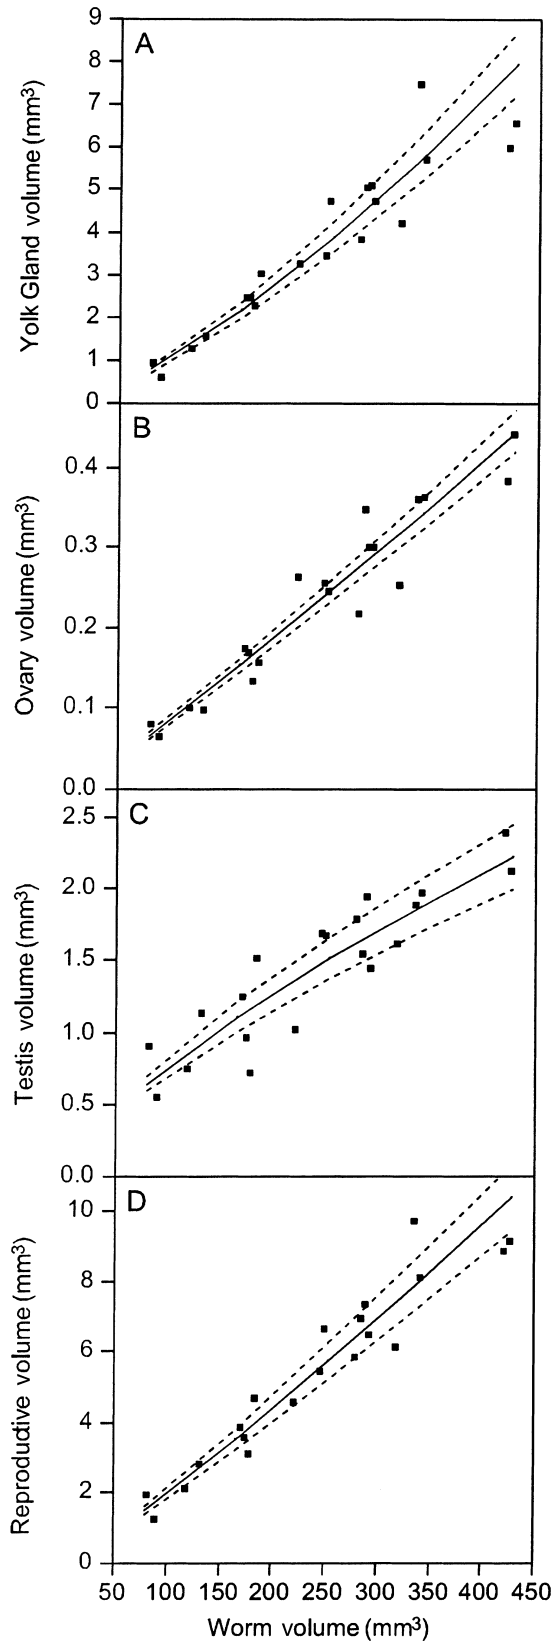 A
Yolk Gland volume (mm³)
9
8
7
6
5
4
3
2
1
0
B
Ovary volume (mm³)
0.4
0.3
0.2
0.1
0.0
C
Testis volume (mm³)
2.5
2.0
1.5
1.0
0.5
0.0
D
Reproductive volume (mm³)
10
8
6
4
2
0
50 100 150 200 250 300 350 400 450
Worm volume (mm³)